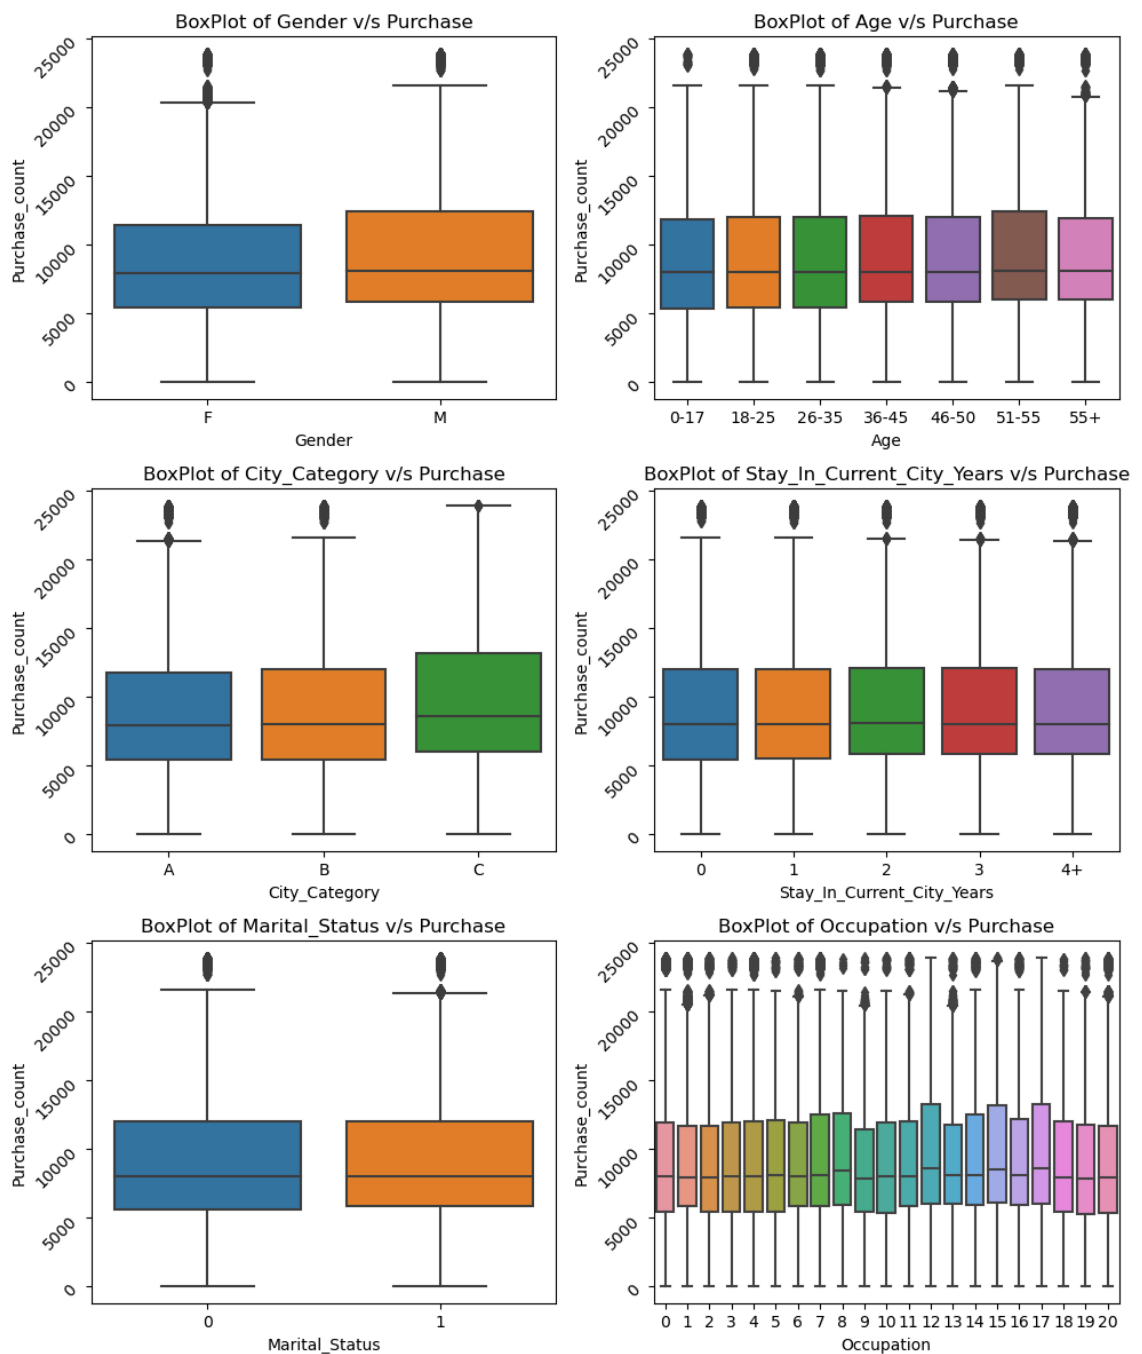 BoxPlot of Gender v/s Purchase
25000
20000
15000
10000
5000
0
Purchase_count
F M
Gender
BoxPlot of Age v/s Purchase
25000
20000
15000
10000
5000
0
Purchase_count
0-17 18-25 26-35 36-45 46-50 51-55 55+
Age
BoxPlot of City_Category v/s Purchase
25000
20000
15000
10000
5000
0
Purchase_count
A B C
City_Category
BoxPlot of Stay_In_Current_City_Years v/s Purchase
25000
20000
15000
10000
5000
0
Purchase_count
0 1 2 3 4+
Stay_In_Current_City_Years
BoxPlot of Marital_Status v/s Purchase
25000
20000
15000
10000
5000
0
Purchase_count
0 1
Marital_Status
BoxPlot of Occupation v/s Purchase
25000
20000
15000
10000
5000
0
Purchase_count
0 1 2 3 4 5 6 7 8 9 10 11 12 13 14 15 16 17 18 19 20
Occupation